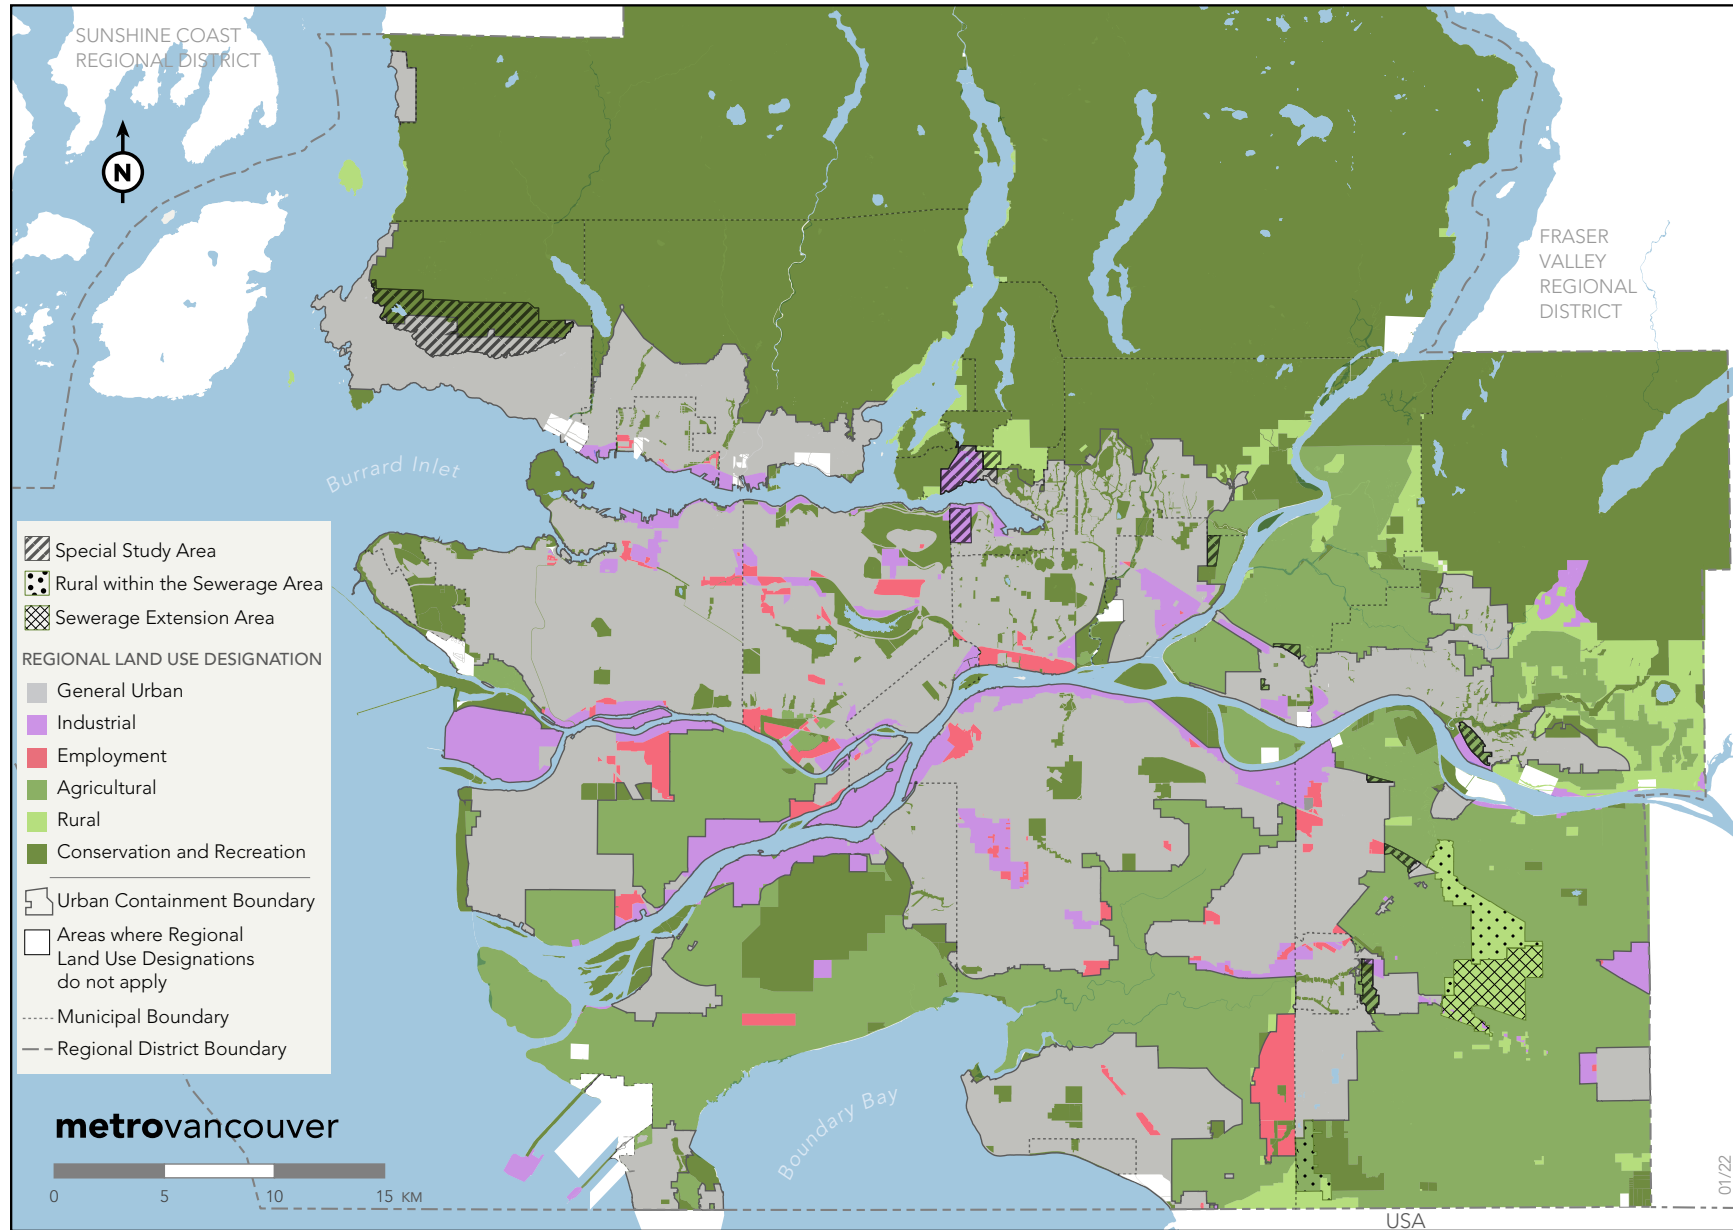 SUNSHINE COAST
REGIONAL DISTRICT
N
FRASER
VALLEY
REGIONAL
DISTRICT
Burrard Inlet
Special Study Area
Rural within the Sewerage Area
Sewerage Extension Area
REGIONAL LAND USE DESIGNATION
General Urban
Industrial
Employment
Agricultural
Rural
Conservation and Recreation
Urban Containment Boundary
Areas where Regional
Land Use Designations
do not apply
Municipal Boundary
Regional District Boundary
Boundary Bay
metrovancouver
0 5 10 15 KM
01/22
USA